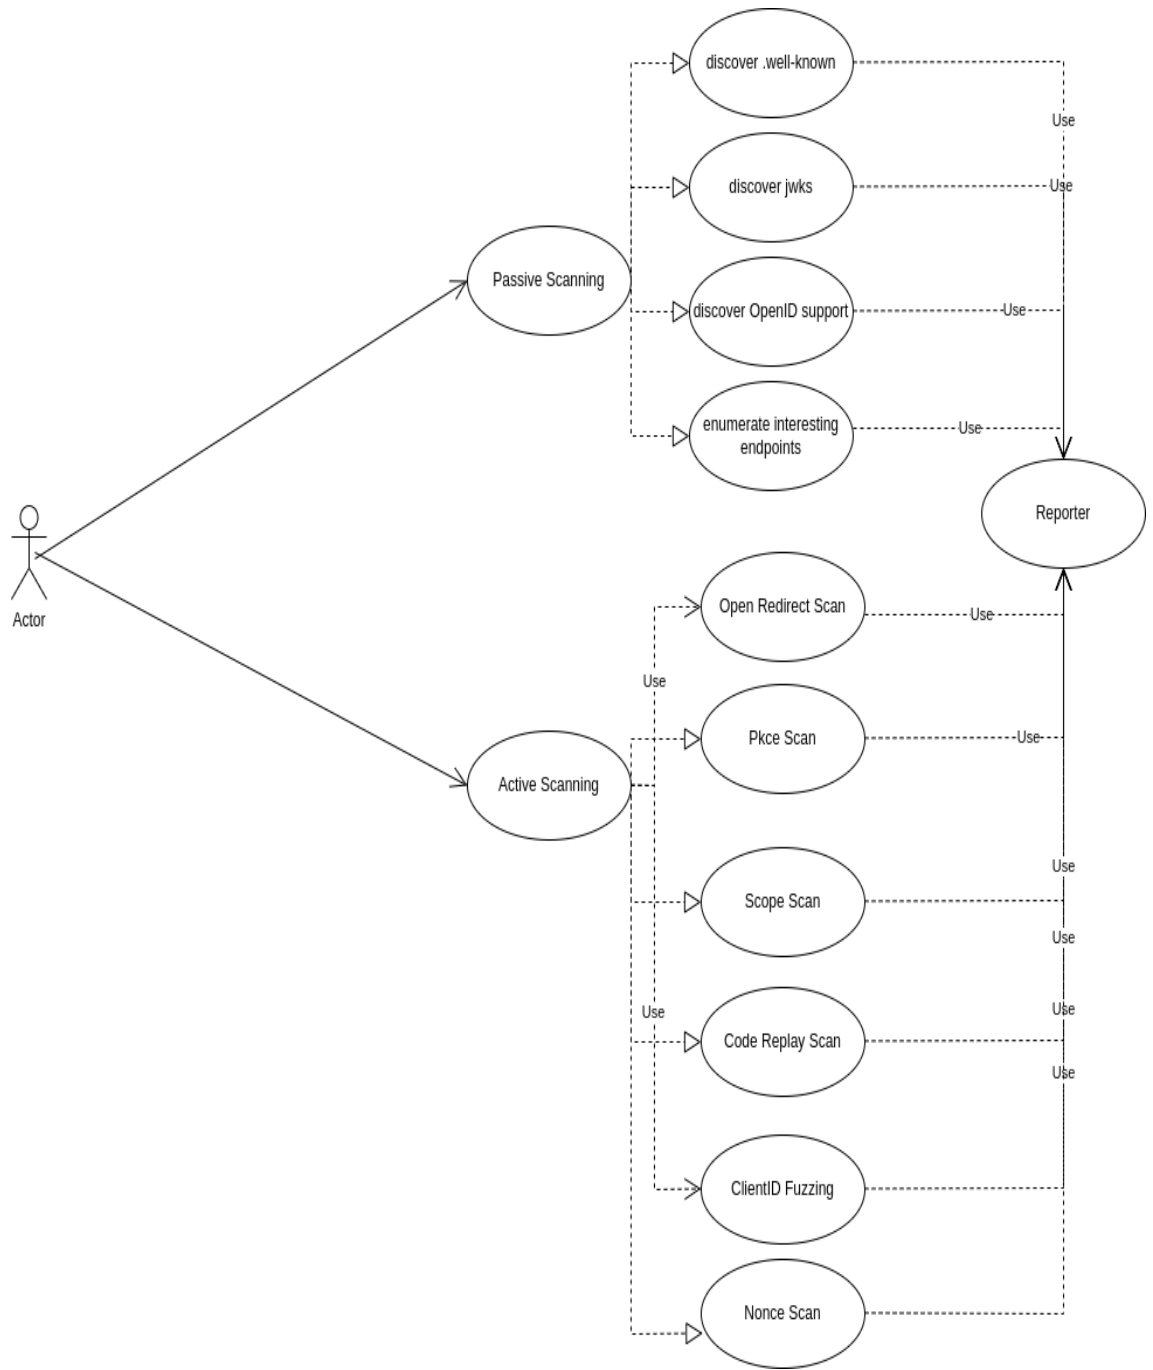 discover .well-known
Use
discover jwks
Use
Passive Scanning
discover OpenID support
Use
enumerate interesting
endpoints
Use
Reporter
Actor
Open Redirect Scan
Use
Use
Pkce Scan
Use
Active Scanning
Use
Scope Scan
Use
Use
Use
Code Replay Scan
Use
ClientID Fuzzing
Nonce Scan